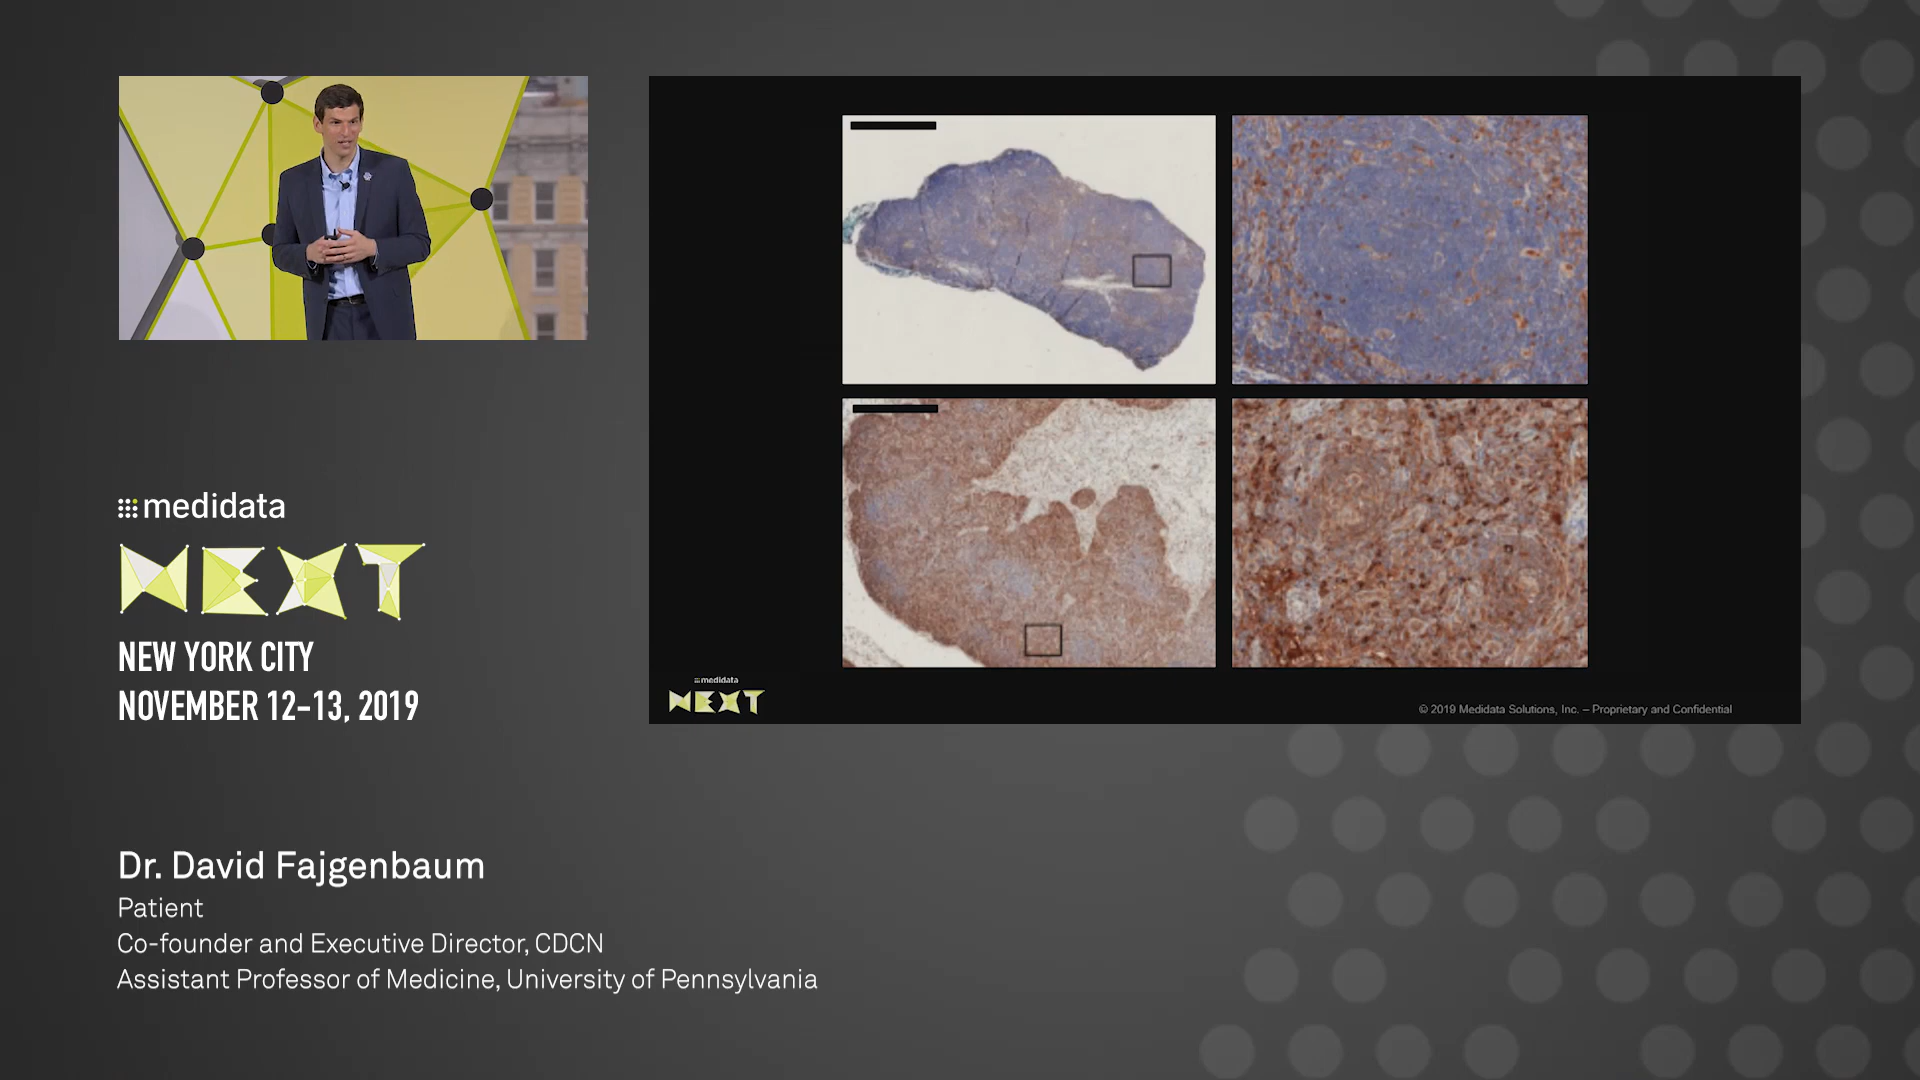 medidata
NEXT
NEW YORK CITY
NOVEMBER 12-13, 2019
Dr. David Fajgenbaum
Patient
Co-founder and Executive Director, CDCN
Assistant Professor of Medicine, University of Pennsylvania
medidata
NEXT
© 2019 Medidata Solutions, Inc. – Proprietary and Confidential